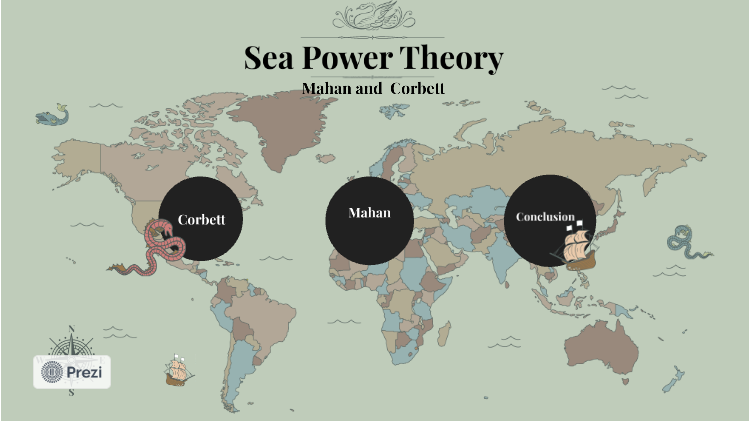 Sea Power Theory
Mahan and Corbett
Corbett
Mahan
Conclusion
Prezi
S